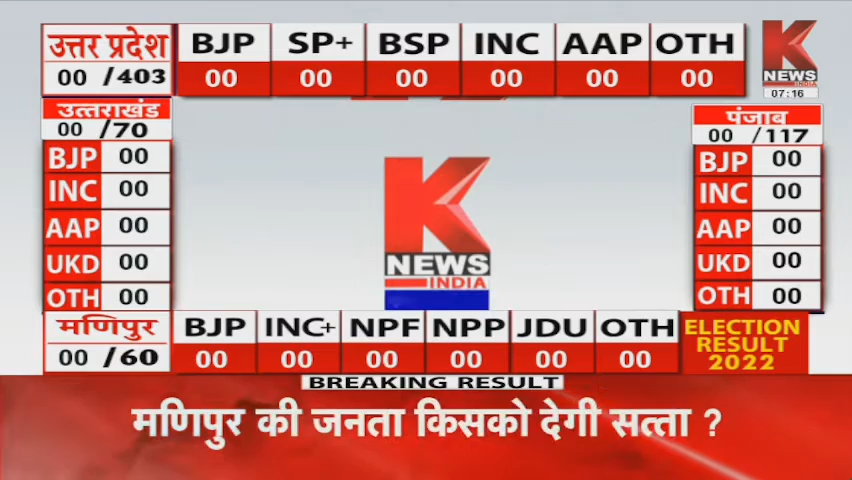 उत्तर प्रदेश BJP SP+ BSP INC AAP OTH
00 /403 00 00 00 00 00 00
K NEWS INDIA
07:16
उत्तराखंड
00 /70
BJP 00
INC 00
AAP 00
UKD 00
OTH 00
K
NEWS
INDIA
पंजाब
00 /117
BJP 00
INC 00
AAP 00
UKD 00
OTH 00
मणिपुर BJP INC+ NPF NPP JDU OTH
00 /60 00 00 00 00 00 00
ELECTION
RESULT
2022
BREAKING RESULT
मणिपुर की जनता किसको देगी सत्ता ?